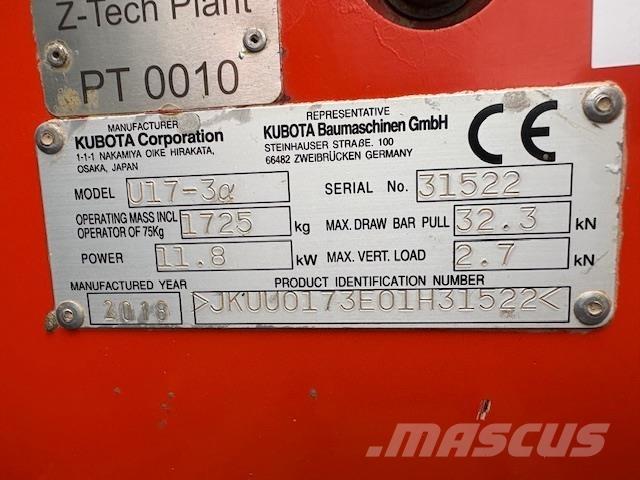 Z-Tech Plant
PT 0010
MANUFACTURER
KUBOTA Corporation
1-1-1 NAKAMIYA OIKE HIRAKATA,
OSAKA, JAPAN
REPRESENTATIVE
KUBOTA Baumaschinen GmbH
STEINHAUSER STRAßE. 100
66482 ZWEIBRÜCKEN GERMANY
CE
MODEL U17-3α SERIAL No. 31522
OPERATING MASS INCL OPERATOR OF 75Kg 1725 kg MAX. DRAW BAR PULL 32.3 kN
POWER 11.8 kW MAX. VERT. LOAD 2.7 kN
MANUFACTURED YEAR PRODUCT IDENTIFICATION NUMBER
2018 >JKUU0173E01H31522<
MASCUS